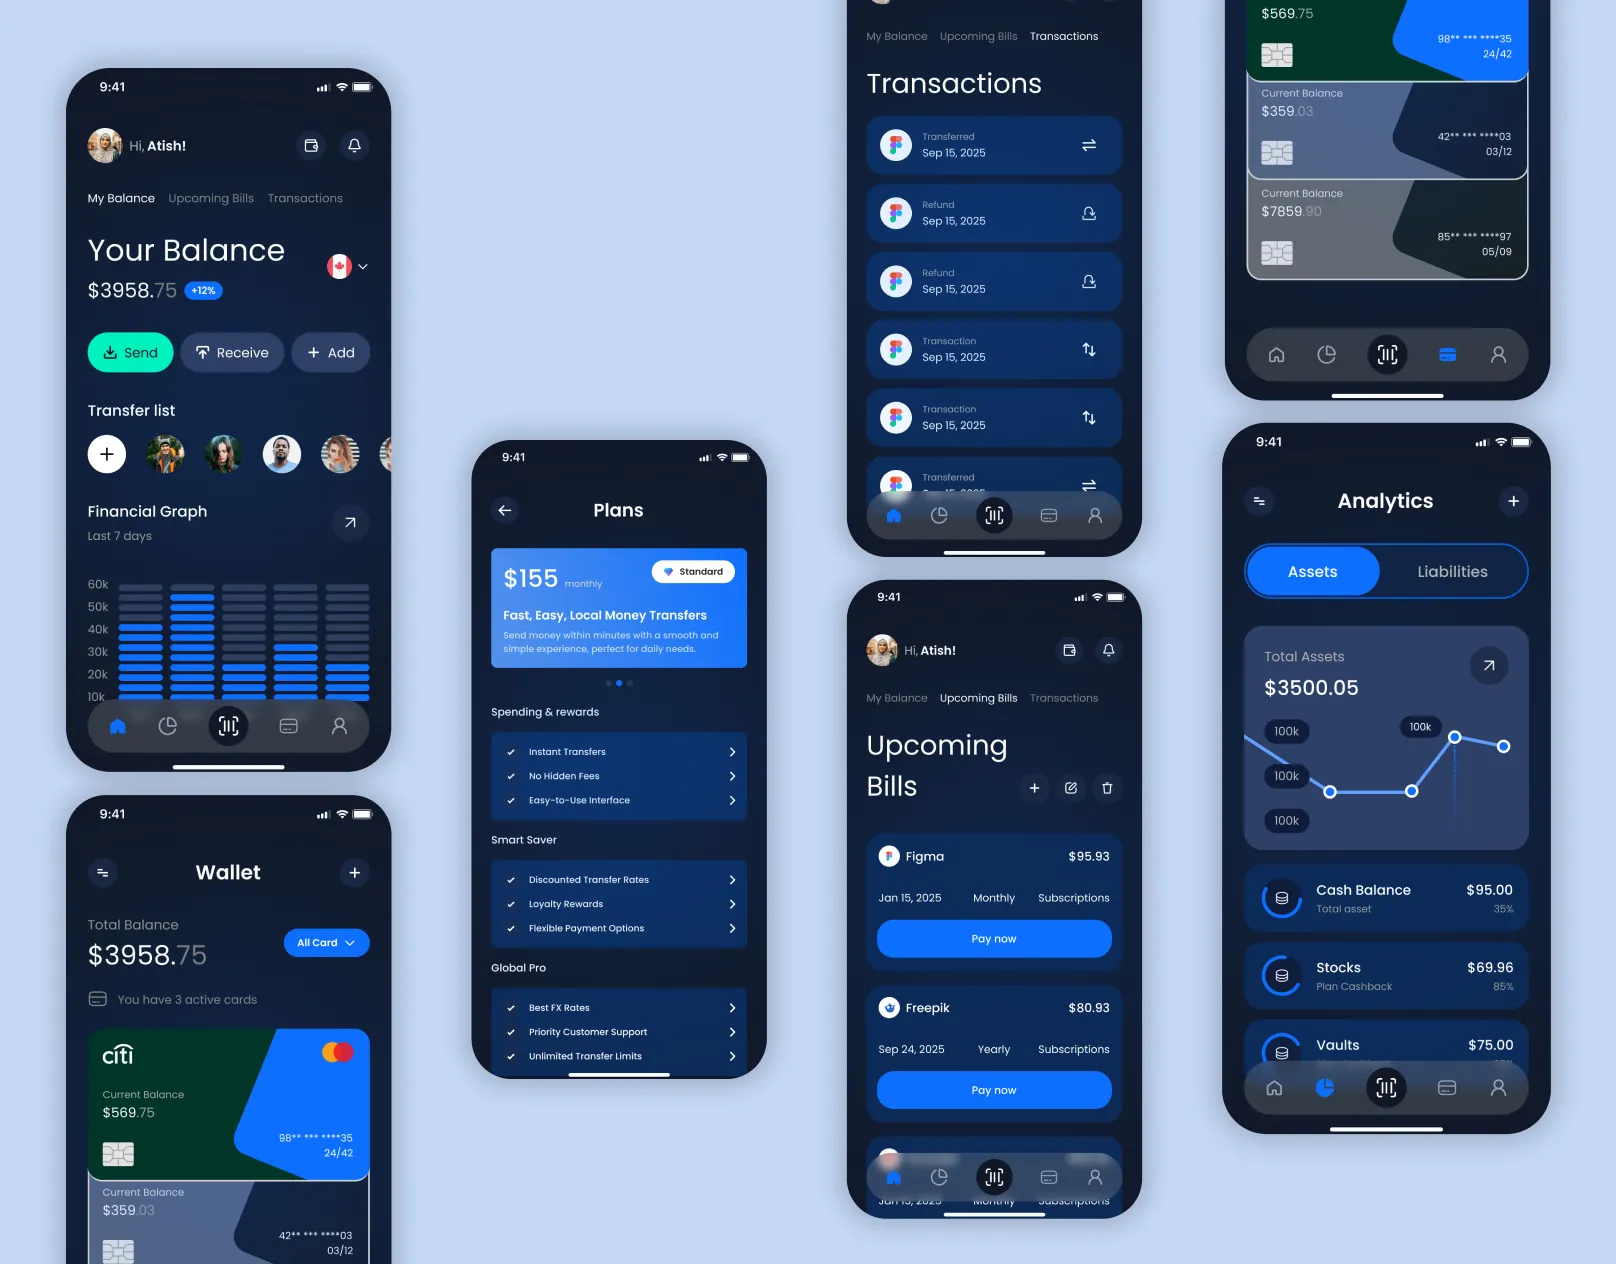 9:41
Hi, Atish!
My Balance Upcoming Bills Transactions
Your Balance
$3958.75 +12%
Send Receive Add
Transfer list
Financial Graph
Last 7 days
60k
50k
40k
30k
20k
10k
9:41
Wallet
Total Balance
$3958.75
All Card
You have 3 active cards
citi
Current Balance
$569.75
98** *** ****35
24/42
Current Balance
$359.03
42** *** ****03
03/12
9:41
Plans
$155 monthly
Standard
Fast, Easy, Local Money Transfers
Send money within minutes with a smooth and
simple experience, perfect for daily needs.
Spending & rewards
Instant Transfers
No Hidden Fees
Easy-to-Use Interface
Smart Saver
Discounted Transfer Rates
Loyalty Rewards
Flexible Payment Options
Global Pro
Best FX Rates
Priority Customer Support
Unlimited Transfer Limits
My Balance Upcoming Bills Transactions
Transactions
Transferred
Sep 15, 2025
Refund
Sep 15, 2025
Refund
Sep 15, 2025
Transaction
Sep 15, 2025
Transaction
Sep 15, 2025
Transferred
Sep 15, 2025
9:41
Hi, Atish!
My Balance Upcoming Bills Transactions
Upcoming
Bills
Figma $95.93
Jan 15, 2025 Monthly Subscriptions
Pay now
Freepik $80.93
Sep 24, 2025 Yearly Subscriptions
Pay now
Jan 15, 2025 Monthly Subscriptions
$569.75
98** *** ****35
24/42
Current Balance
$359.03
42** *** ****03
03/12
Current Balance
$7859.90
85** *** ****97
05/09
9:41
Analytics
Assets Liabilities
Total Assets
$3500.05
100k
100k
100k
100k
Cash Balance $95.00
Total asset 35%
Stocks $69.96
Plan Cashback 85%
Vaults $75.00